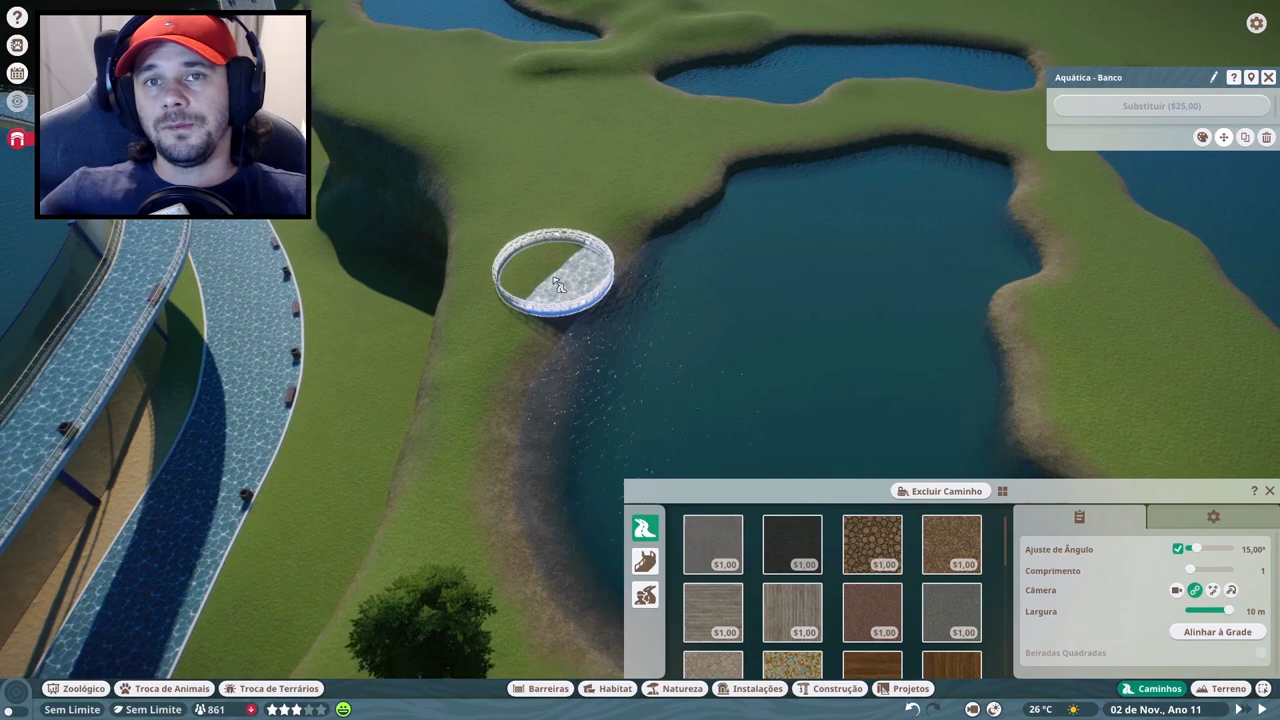 ?
Aquática - Banco
?
Substituir ($25,00)
Excluir Caminho
?
$1,00
$1,00
$1,00
$1,00
$1,00
$1,00
$1,00
$1,00
Ajuste de Ângulo
15,00°
Comprimento
1
Câmera
Largura
10 m
Alinhar à Grade
Beiradas Quadradas
Zoológico
Troca de Animais
Troca de Terrários
Barreiras
Habitat
Natureza
Instalações
Construção
Projetos
Caminhos
Terreno
Sem Limite
Sem Limite
861
26 °C
02 de Nov., Ano 11